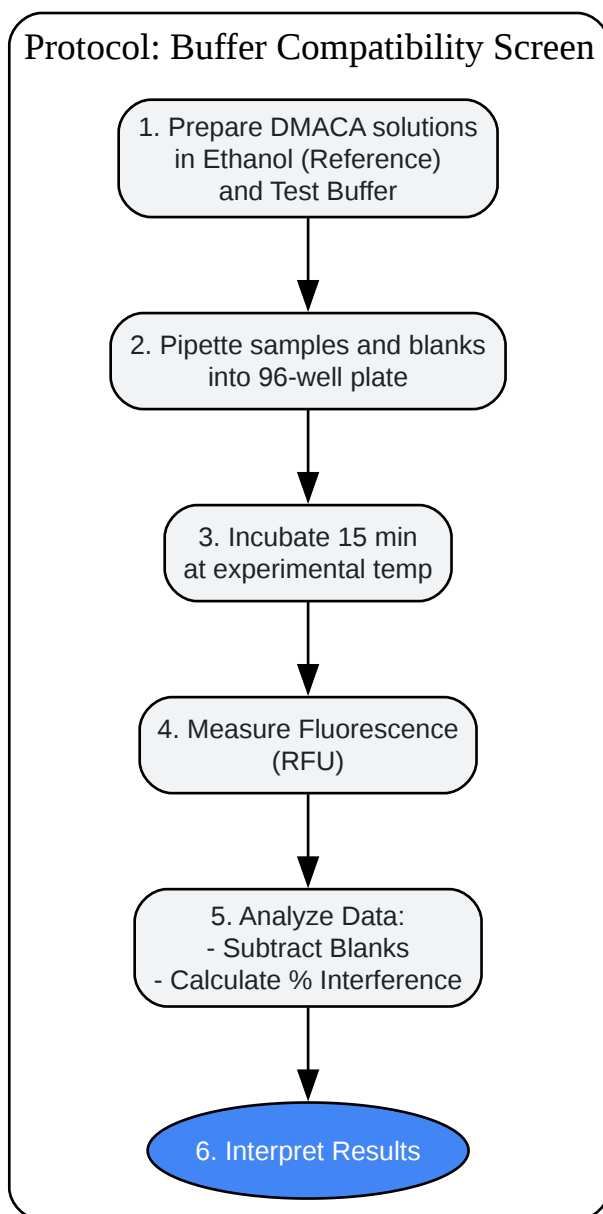 Protocol: Buffer Compatibility Screen
1. Prepare DMACA solutions
in Ethanol (Reference)
and Test Buffer
2. Pipette samples and blanks
into 96-well plate
3. Incubate 15 min
at experimental temp
4. Measure Fluorescence
(RFU)
5. Analyze Data:
- Subtract Blanks
- Calculate % Interference
6. Interpret Results